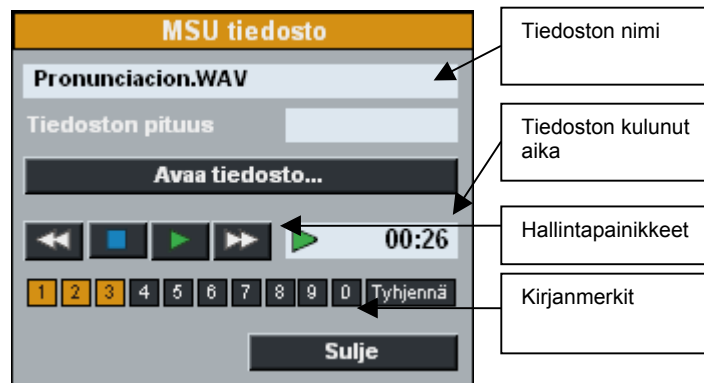 MSU tiedosto
Pronunciacion.WAV
Tiedoston pituus
Avaa tiedosto...
00:26
1 2 3 4 5 6 7 8 9 0 Tyhjennä
Sulje
Tiedoston nimi
Tiedoston kulunut
aika
Hallintapainikkeet
Kirjanmerkit